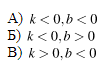 А) k < 0, b < 0
Б) k < 0, b > 0
В) k > 0, b < 0